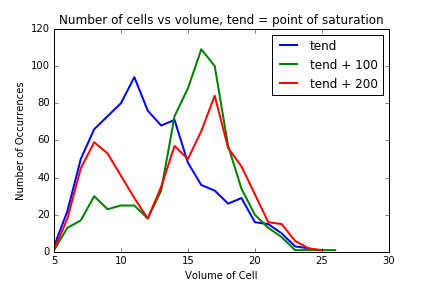 Number of cells vs volume, tend = point of saturation
120
100
80
60
40
20
0
Number of Occurrences
tend
tend + 100
tend + 200
5
10
15
20
25
30
Volume of Cell